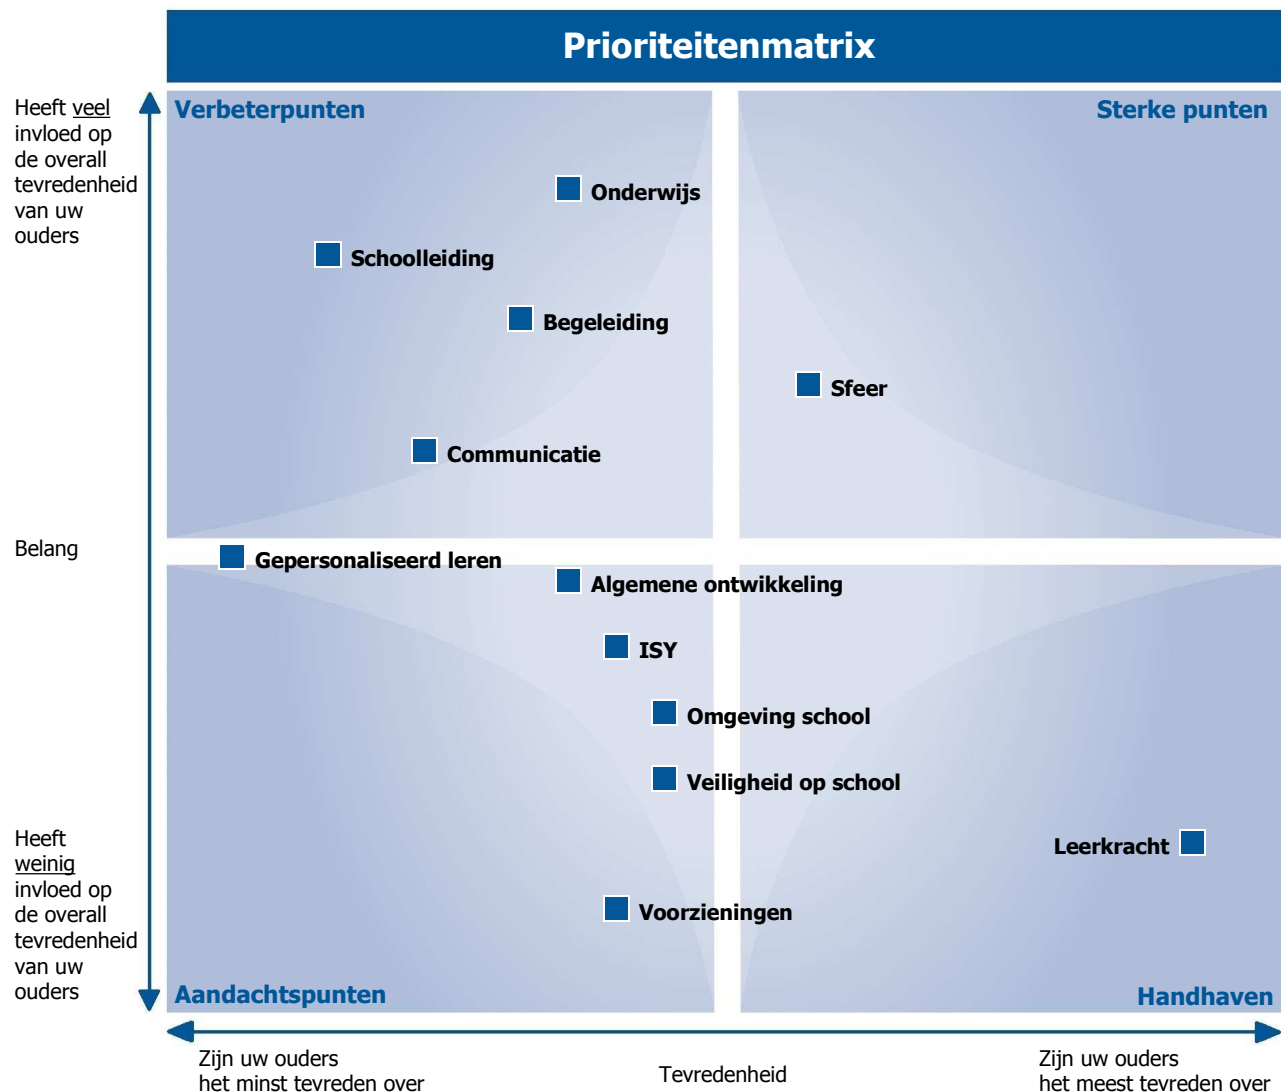 Prioriteitenmatrix
Heeft veel
invloed op
de overall
tevredenheid
van uw
ouders
Verbeterpunten
Sterke punten
Onderwijs
Schoolleiding
Begeleiding
Sfeer
Communicatie
Belang
Gepersonaliseerd leren
Algemene ontwikkeling
ISY
Omgeving school
Veiligheid op school
Heeft
weinig
invloed op
de overall
tevredenheid
van uw
ouders
Leerkracht
Voorzieningen
Aandachtspunten
Handhaven
Zijn uw ouders
het minst tevreden over
Tevredenheid
Zijn uw ouders
het meest tevreden over